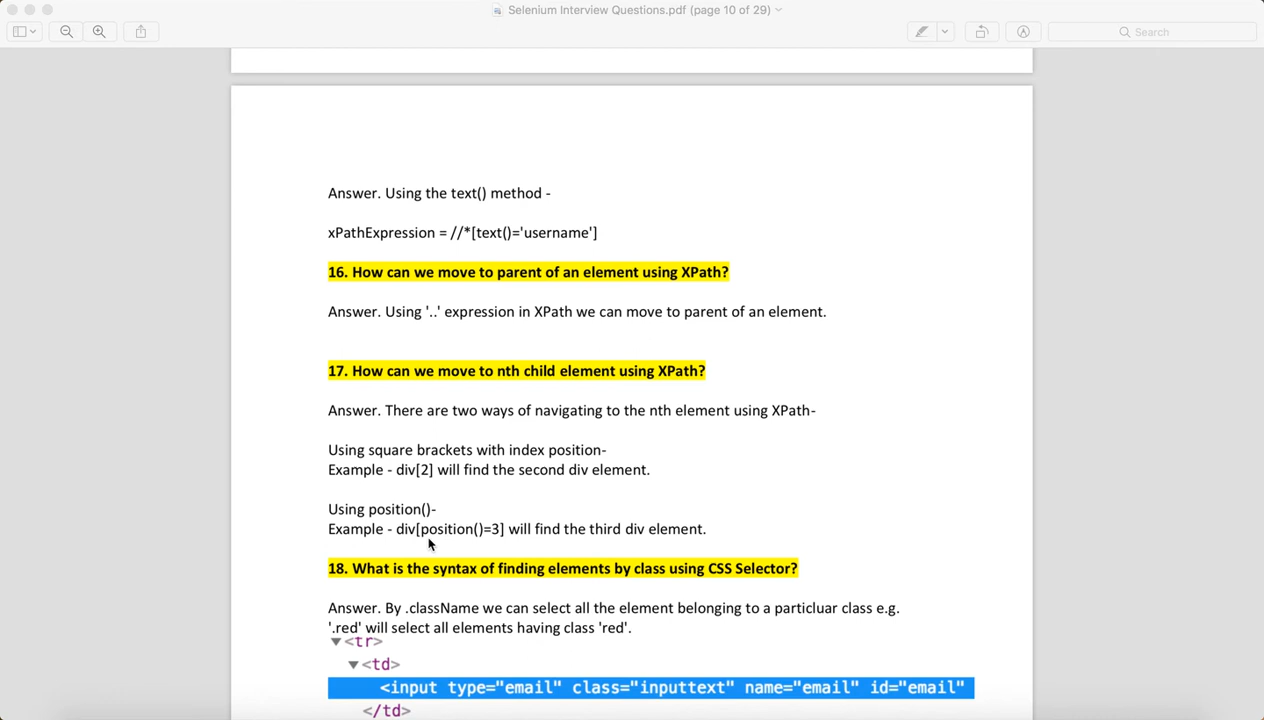 Selenium Interview Questions.pdf (page 10 of 29)
Search
Answer. Using the text() method -
xPathExpression = //*[text()='username']
16. How can we move to parent of an element using XPath?
Answer. Using '..' expression in XPath we can move to parent of an element.
17. How can we move to nth child element using XPath?
Answer. There are two ways of navigating to the nth element using XPath-
Using square brackets with index position-
Example - div[2] will find the second div element.
Using position()-
Example - div[position()=3] will find the third div element.
18. What is the syntax of finding elements by class using CSS Selector?
Answer. By .className we can select all the element belonging to a particluar class e.g.
'.red' will select all elements having class 'red'.
<tr>
<td>
<input type="email" class="inputtext" name="email" id="email"
</td>